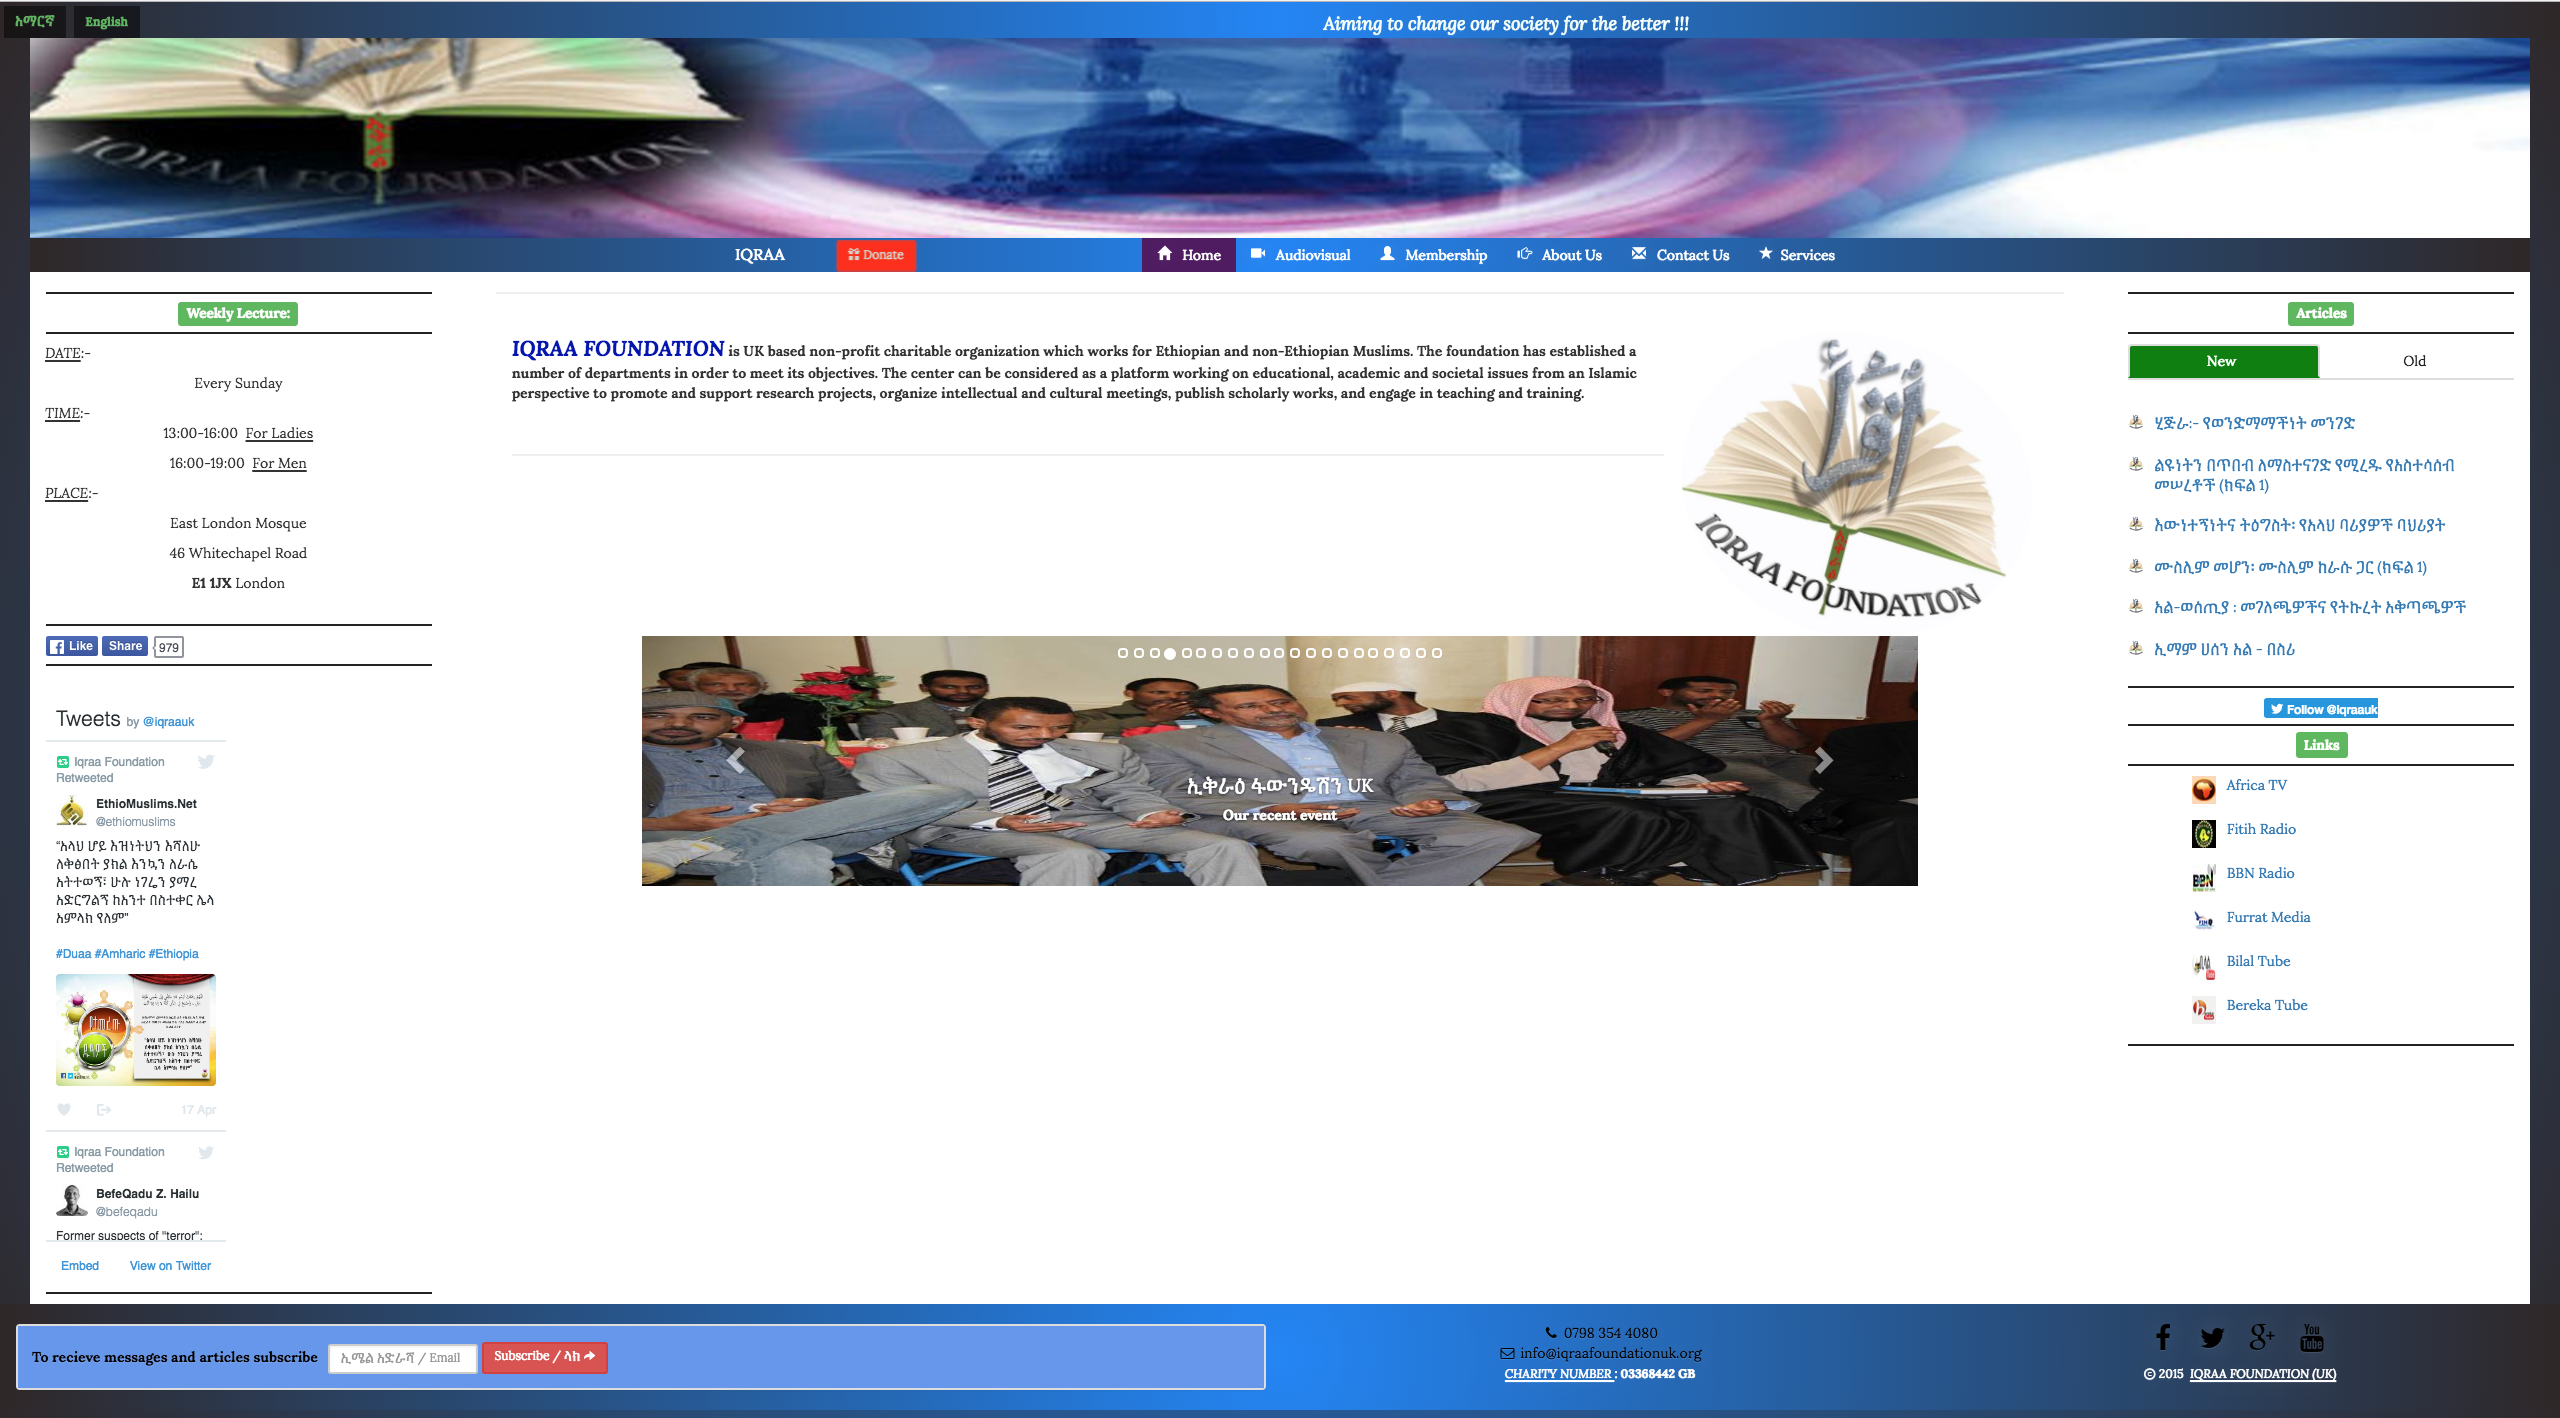 አማርኛ English
Aiming to change our society for the better !!!
IQRAA FOUNDATION
IQRAA Donate Home Audiovisual Membership About Us Contact Us Services
Weekly Lecture:
DATE:-
Every Sunday
TIME:-
13:00-16:00 For Ladies
16:00-19:00 For Men
PLACE:-
East London Mosque
46 Whitechapel Road
E1 1JX London
Like Share 979
Tweets by @iqraauk
Iqraa Foundation
Retweeted
EthioMuslims.Net
@ethiomuslims
“አላህ ሆይ እዝነትህን እሻለሁ
ለቅፅበት ያክል እንኳን ለራሴ
አትተወኝ፤ ሁሉ ነገሬን ያማረ
አድርግልኝ ከአንተ በስተቀር ሌላ
አምላክ የለም”
#Duaa #Amharic #Ethiopia
17 Apr
Iqraa Foundation
Retweeted
BefeQadu Z. Hailu
@befeqadu
Former suspects of "terror":
Embed View on Twitter
IQRAA FOUNDATION is UK based non-profit charitable organization which works for Ethiopian and non-Ethiopian Muslims. The foundation has established a
number of departments in order to meet its objectives. The center can be considered as a platform working on educational, academic and societal issues from an Islamic
perspective to promote and support research projects, organize intellectual and cultural meetings, publish scholarly works, and engage in teaching and training.
إقرأ
IQRAA FOUNDATION
ኢቅራዕ ፋውንዴሽን UK
Our recent event
Articles
New Old
ሂጅራ:- የወንድማማችነት መንገድ
ልዩነትን በጥበብ ለማስተናገድ የሚረዱ የአስተሳሰብ
መሠረቶች (ክፍል 1)
እውነተኝነትና ትዕግስት፡ የአላህ ባሪያዎች ባህሪያት
ሙስሊም መሆን፡ ሙስሊም ከራሱ ጋር (ክፍል 1)
አል-ወሰጢያ : መገለጫዎችና የትኩረት አቅጣጫዎች
ኢማም ሀሰን አል - በስሪ
Follow @iqraauk
Links
Africa TV
Fitih Radio
BBN Radio
Furrat Media
Bilal Tube
Bereka Tube
To recieve messages and articles subscribe ኢሜል አድራሻ / Email Subscribe / ላክ
0798 354 4080
info@iqraafoundationuk.org
CHARITY NUMBER : 03368442 GB
You Tube
© 2015 IQRAA FOUNDATION (UK)